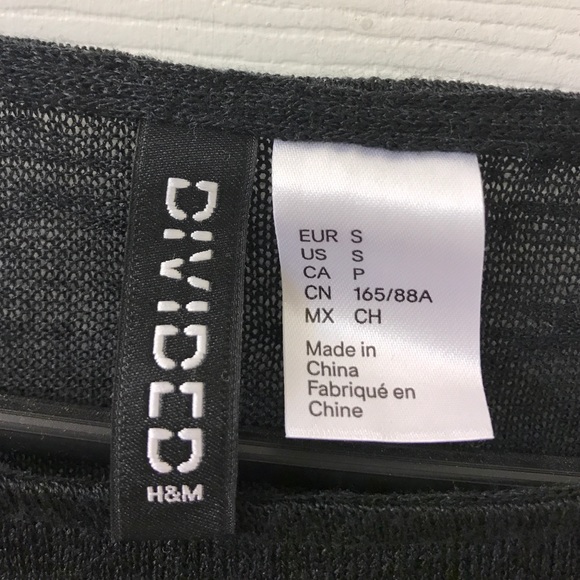 DIVIDED
H&M
EUR S
US S
CA P
CN 165/88A
MX CH
Made in
China
Fabriqué en
Chine